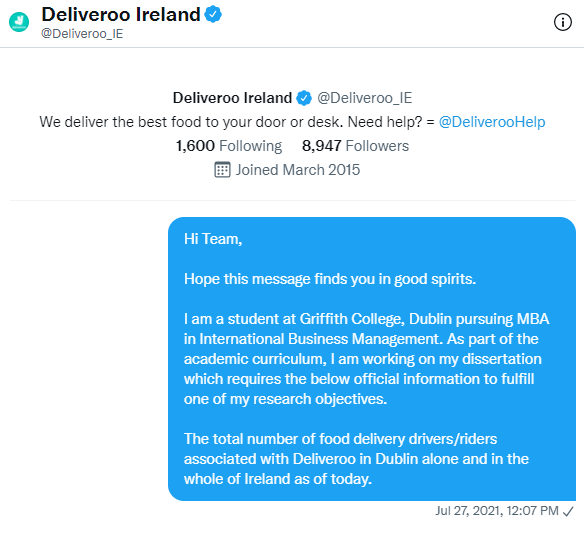 Deliveroo Ireland
@Deliveroo_IE
Deliveroo Ireland @Deliveroo_IE
We deliver the best food to your door or desk. Need help? = @DeliverooHelp
1,600 Following 8,947 Followers
Joined March 2015
Hi Team,
Hope this message finds you in good spirits.
I am a student at Griffith College, Dublin pursuing MBA
in International Business Management. As part of the
academic curriculum, I am working on my dissertation
which requires the below official information to fulfill
one of my research objectives.
The total number of food delivery drivers/riders
associated with Deliveroo in Dublin alone and in the
whole of Ireland as of today.
Jul 27, 2021, 12:07 PM